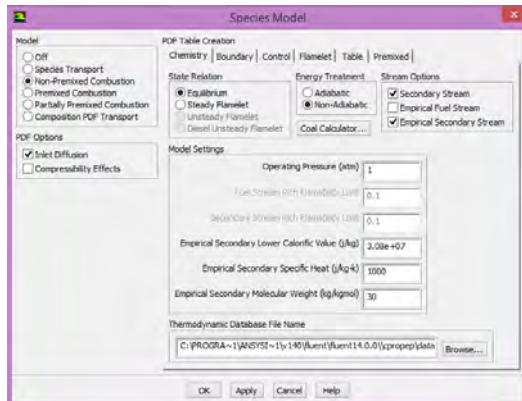 Species Model
Model
Off
Species Transport
Non-Premixed Combustion
Premixed Combustion
Partially Premixed Combustion
Composition PDF Transport
PDF Options
Inlet Diffusion
Compressibility Effects
PDF Table Creation
Chemistry Boundary Control Flamelet Table Premixed
State Relation
Equilibrium
Steady Flamelet
Unsteady Flamelet
Diesel Unsteady Flamelet
Energy Treatment
Adiabatic
Non-Adiabatic
Coal Calculator...
Stream Options
Secondary Stream
Empirical Fuel Stream
Empirical Secondary Stream
Model Settings
Operating Pressure (atm) 1
Fuel Stream Rich Flammability Limit 0.1
Secondary Stream Rich Flammability Limit 0.1
Empirical Secondary Lower Calorific Value (j/kg) 3.08e+07
Empirical Secondary Specific Heat (j/kg-k) 1000
Empirical Secondary Molecular Weight (kg/kgmol) 30
Thermodynamic Database File Name
C:\PROGRA~1\ANSYSI~1\v140\fluent\fluent14.0.0\\cpropep\data Browse...
OK Apply Cancel Help